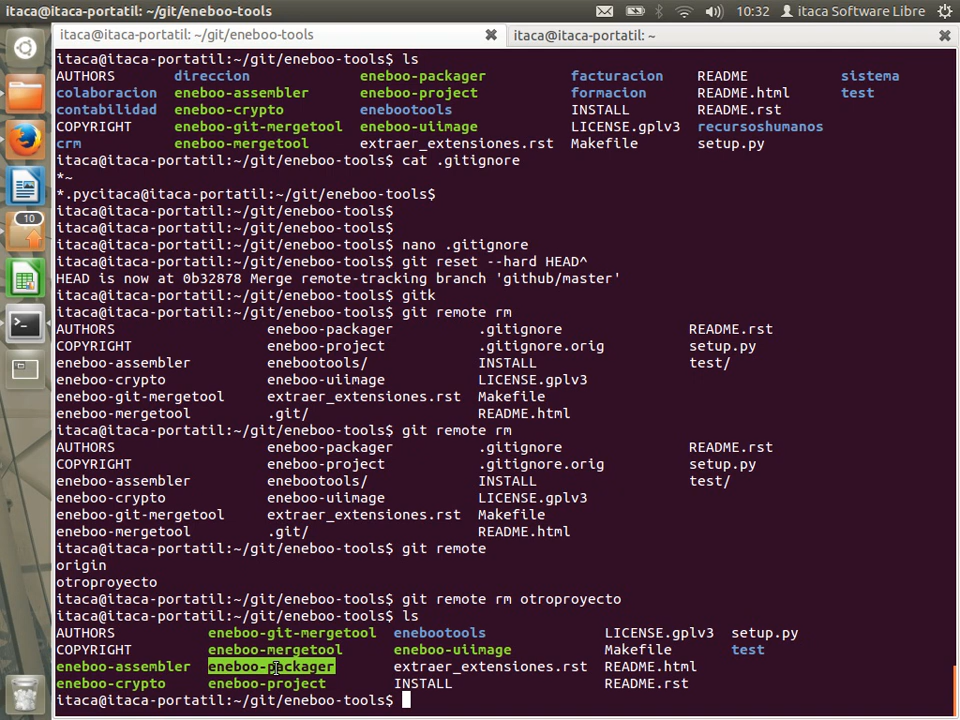 itaca@itaca-portatil: ~/git/eneboo-tools 10:32 itaca Software Libre
itaca@itaca-portatil: ~/git/eneboo-tools itaca@itaca-portatil: ~
itaca@itaca-portatil:~/git/eneboo-tools$ ls
AUTHORS direccion eneboo-packager facturacion README sistema
colaboracion eneboo-assembler eneboo-project formacion README.html test
contabilidad eneboo-crypto enebootools INSTALL README.rst
COPYRIGHT eneboo-git-mergetool eneboo-uiimage LICENSE.gplv3 recursoshumanos
crm eneboo-mergetool extraer_extensiones.rst Makefile setup.py
itaca@itaca-portatil:~/git/eneboo-tools$ cat .gitignore
*~
*.pycitaca@itaca-portatil:~/git/eneboo-tools$
itaca@itaca-portatil:~/git/eneboo-tools$
itaca@itaca-portatil:~/git/eneboo-tools$
itaca@itaca-portatil:~/git/eneboo-tools$ nano .gitignore
itaca@itaca-portatil:~/git/eneboo-tools$ git reset --hard HEAD^
HEAD is now at 0b32878 Merge remote-tracking branch 'github/master'
itaca@itaca-portatil:~/git/eneboo-tools$ gitk
itaca@itaca-portatil:~/git/eneboo-tools$ git remote rm
AUTHORS eneboo-packager .gitignore README.rst
COPYRIGHT eneboo-project .gitignore.orig setup.py
eneboo-assembler enebootools/ INSTALL test/
eneboo-crypto eneboo-uiimage LICENSE.gplv3
eneboo-git-mergetool extraer_extensiones.rst Makefile
eneboo-mergetool .git/ README.html
itaca@itaca-portatil:~/git/eneboo-tools$ git remote rm
AUTHORS eneboo-packager .gitignore README.rst
COPYRIGHT eneboo-project .gitignore.orig setup.py
eneboo-assembler enebootools/ INSTALL test/
eneboo-crypto eneboo-uiimage LICENSE.gplv3
eneboo-git-mergetool extraer_extensiones.rst Makefile
eneboo-mergetool .git/ README.html
itaca@itaca-portatil:~/git/eneboo-tools$ git remote
origin
otroproyecto
itaca@itaca-portatil:~/git/eneboo-tools$ git remote rm otroproyecto
itaca@itaca-portatil:~/git/eneboo-tools$ ls
AUTHORS eneboo-git-mergetool enebootools LICENSE.gplv3 setup.py
COPYRIGHT eneboo-mergetool eneboo-uiimage Makefile test
eneboo-assembler eneboo-packager extraer_extensiones.rst README.html
eneboo-crypto eneboo-project INSTALL README.rst
itaca@itaca-portatil:~/git/eneboo-tools$
10